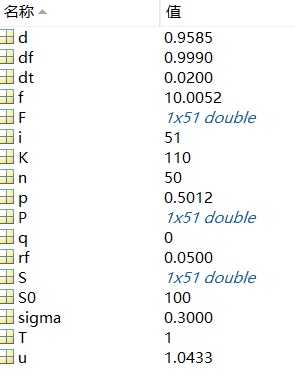 名称 值
d 0.9585
df 0.9990
dt 0.0200
f 10.0052
F 1x51 double
i 51
K 110
n 50
p 0.5012
P 1x51 double
q 0
rf 0.0500
S 1x51 double
S0 100
sigma 0.3000
T 1
u 1.0433